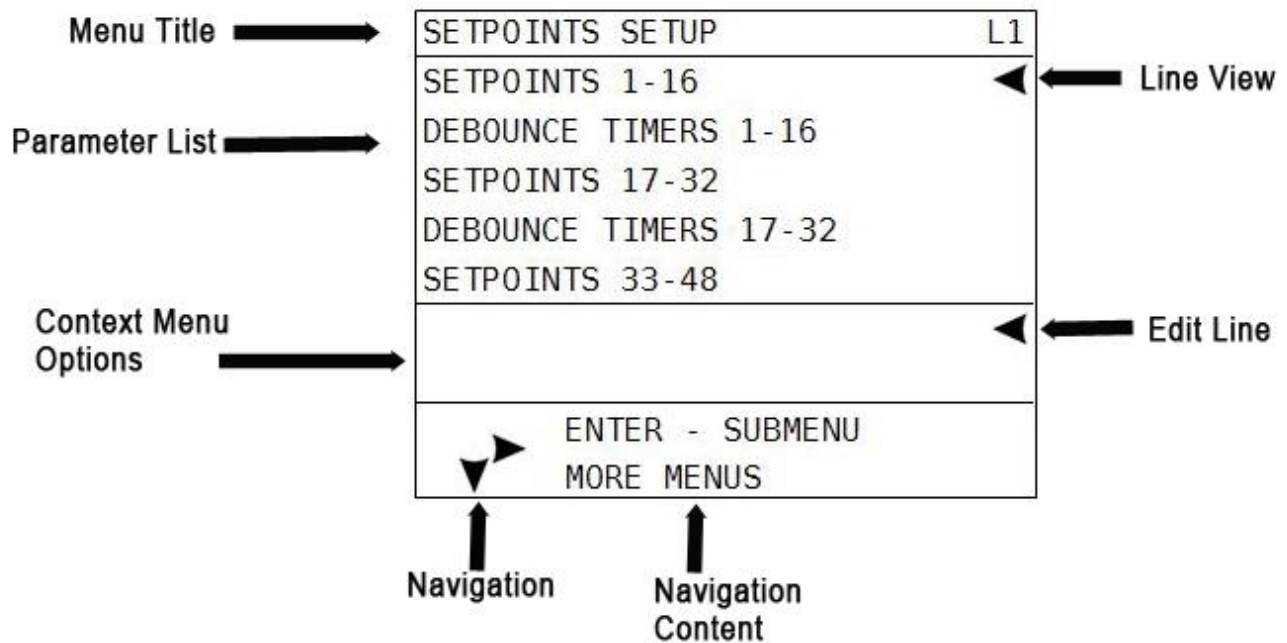 Menu Title
SETPOINTS SETUP L1
SETPOINTS 1-16
Line View
DEBOUNCE TIMERS 1-16
Parameter List
SETPOINTS 17-32
DEBOUNCE TIMERS 17-32
SETPOINTS 33-48
Context Menu
Options
Edit Line
ENTER - SUBMENU
MORE MENUS
Navigation
Navigation
Content